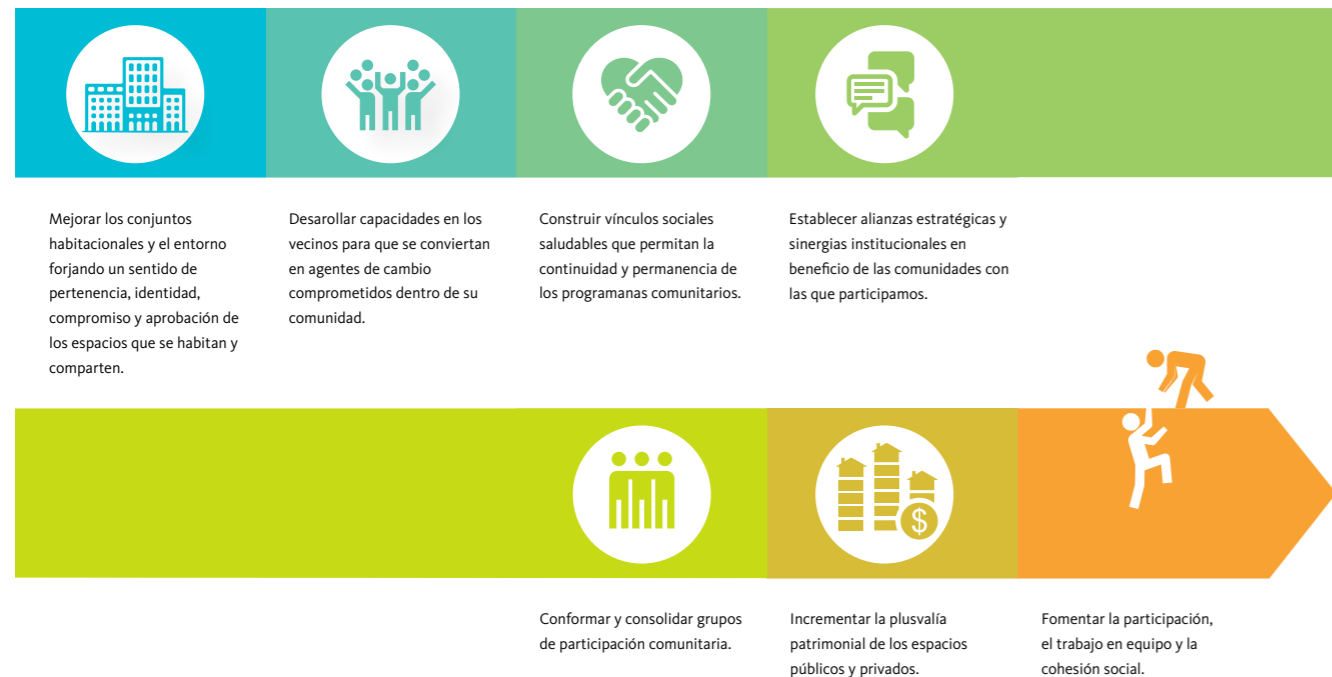 Mejorar los conjuntos
habitacionales y el entorno
forjando un sentido de
pertenencia, identidad,
compromiso y aprobación de
los espacios que se habitan y
comparten.
Desarollar capacidades en los
vecinos para que se conviertan
en agentes de cambio
comprometidos dentro de su
comunidad.
Construir vínculos sociales
saludables que permitan la
continuidad y permanencia de
los programanas comunitarios.
Establecer alianzas estratégicas y
sinergias institucionales en
beneficio de las comunidades con
las que participamos.
$
Conformar y consolidar grupos
de participación comunitaria.
Incrementar la plusvalía
patrimonial de los espacios
públicos y privados.
Fomentar la participación,
el trabajo en equipo y la
cohesión social.